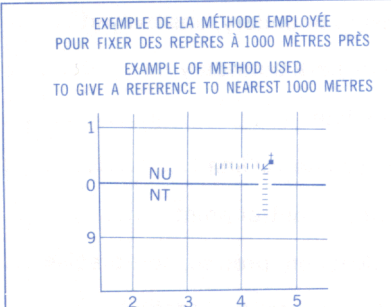 EXEMPLE DE LA MÉTHODE EMPLOYÉE
POUR FIXER DES REPÈRES À 1000 MÈTRES PRÈS
EXAMPLE OF METHOD USED
TO GIVE A REFERENCE TO NEAREST 1000 METRES
1
NU
0
NT
9
2 3 4 5